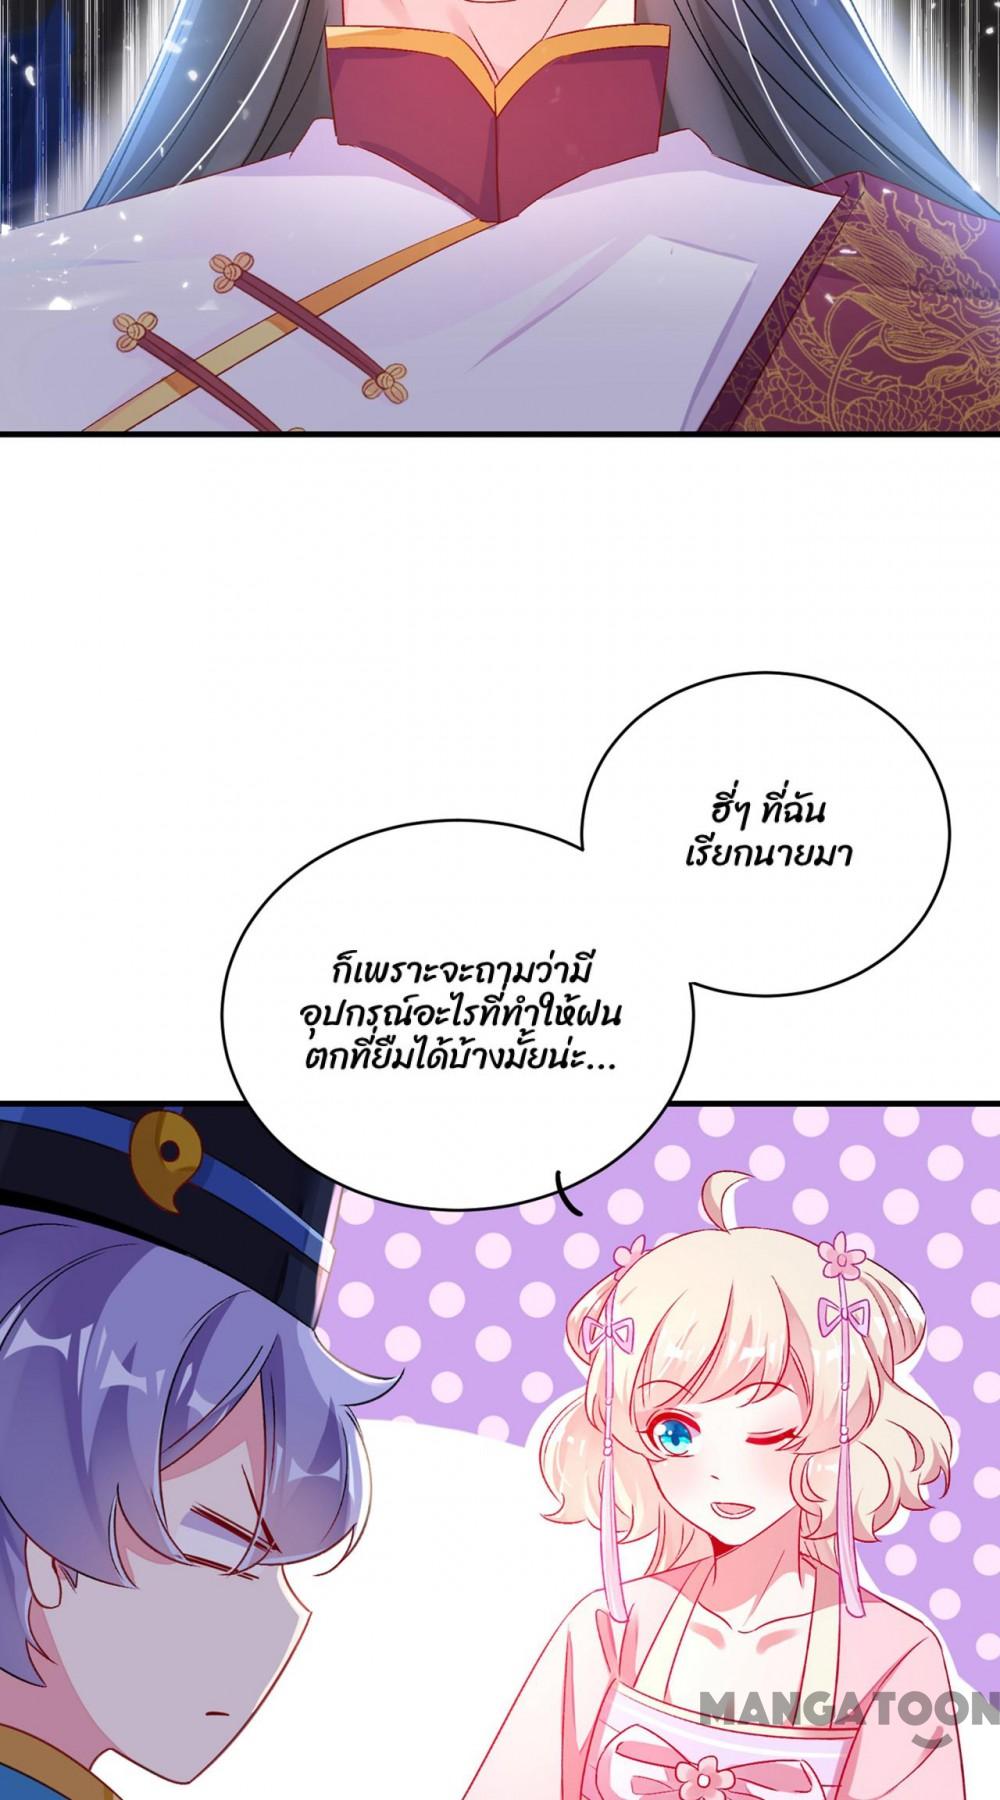 ฮี่ๆ ที่ฉัน
เรียกนายมา
ก็เพราะจะถามว่ามี
อุปกรณ์อะไรที่ทำให้ฝน
ตกที่ยืมได้บ้างมั้ยน่ะ...
MANGATOON